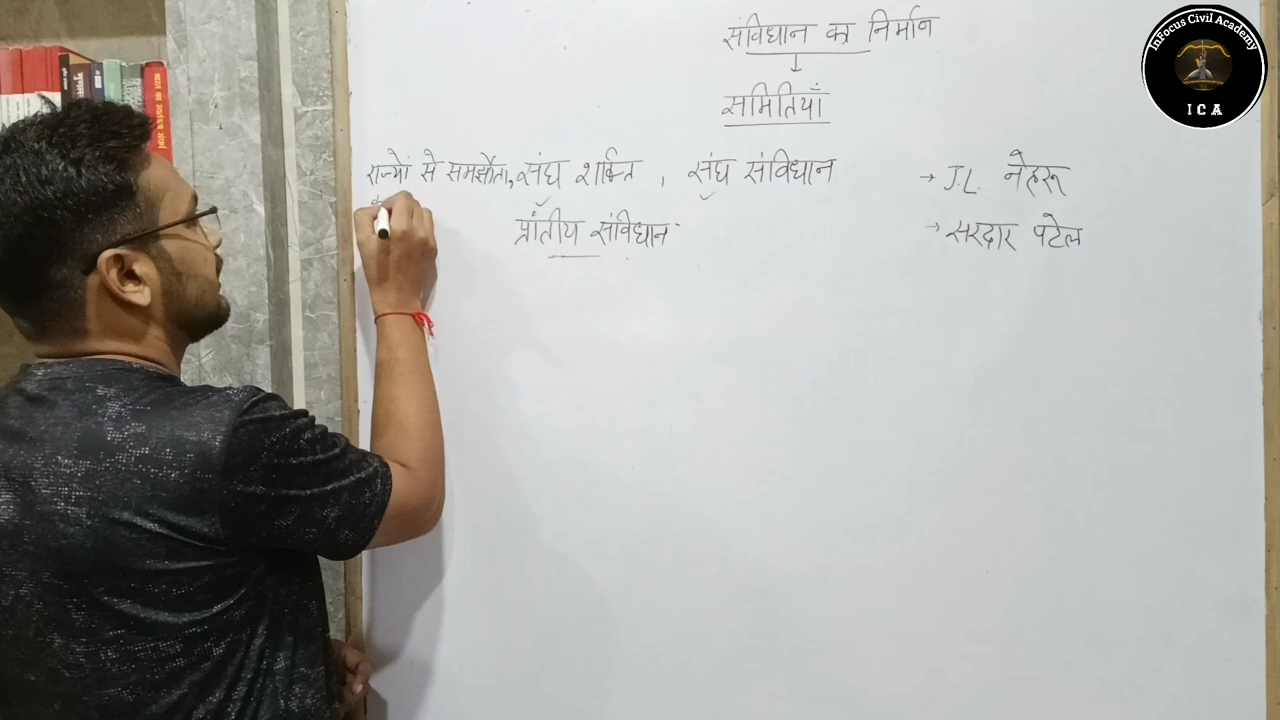 संविधान का निर्माण
समितियाँ
राज्यों से समझौता, संघ शक्ति , संघ संविधान → J.L. नेहरू
प्रांतीय संविधान → सरदार पटेल
InFocus Civil Academy
ICA